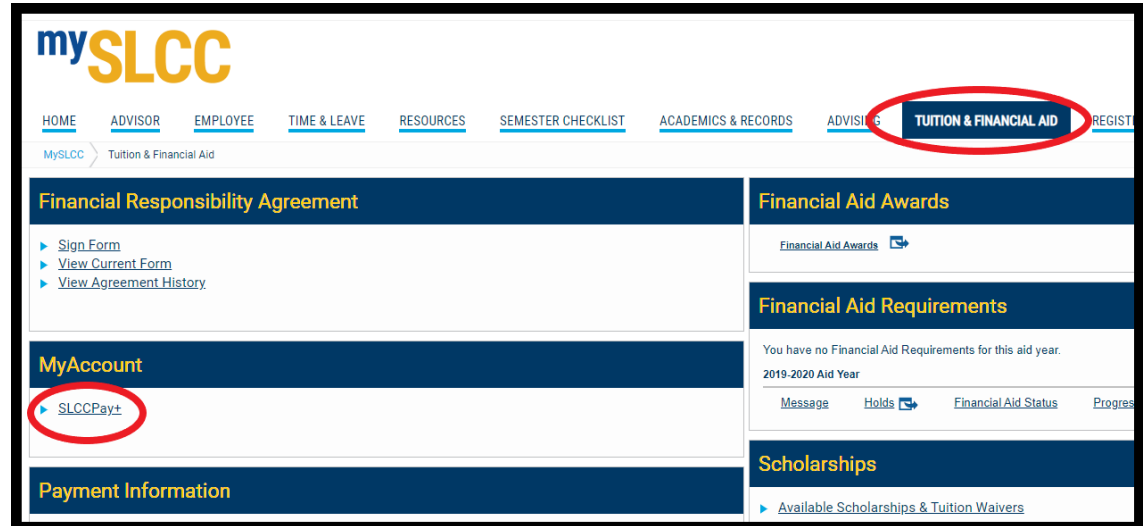 mySLCC
HOME ADVISOR EMPLOYEE TIME & LEAVE RESOURCES SEMESTER CHECKLIST ACADEMICS & RECORDS ADVISING TUITION & FINANCIAL AID REGIST
MySLCC Tuition & Financial Aid
Financial Responsibility Agreement
Sign Form
View Current Form
View Agreement History
MyAccount
SLCCPay+
Payment Information
Financial Aid Awards
Financial Aid Awards
Financial Aid Requirements
You have no Financial Aid Requirements for this aid year.
2019-2020 Aid Year
Message Holds Financial Aid Status Progres
Scholarships
Available Scholarships & Tuition Waivers